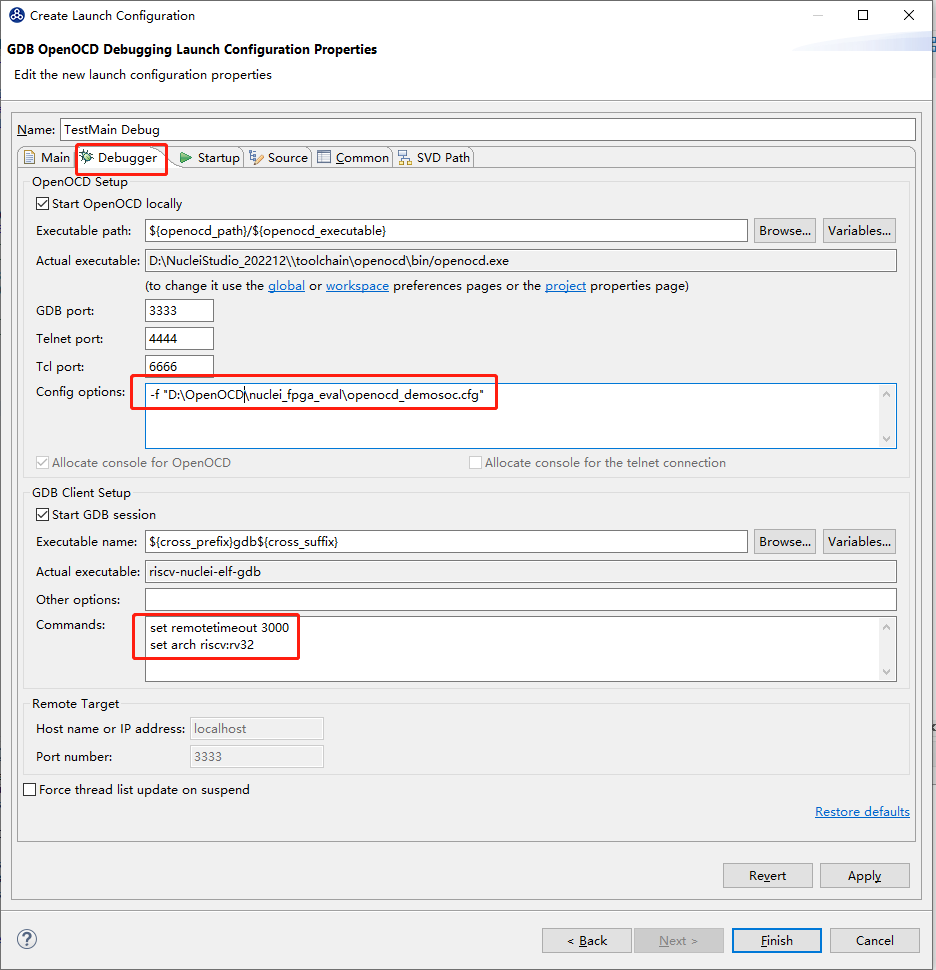 Create Launch Configuration
GDB OpenOCD Debugging Launch Configuration Properties
Edit the new launch configuration properties
Name: TestMain Debug
Main Debugger Startup Source Common SVD Path
OpenOCD Setup
Start OpenOCD locally
Executable path: ${openocd_path}/${openocd_executable} Browse... Variables...
Actual executable: D:\NucleiStudio_202212\\toolchain\openocd\bin/openocd.exe
(to change it use the global or workspace preferences pages or the project properties page)
GDB port: 3333
Telnet port: 4444
Tcl port: 6666
Config options: -f "D:\OpenOCD\nuclei_fpga_eval\openocd_demosoc.cfg"
Allocate console for OpenOCD Allocate console for the telnet connection
GDB Client Setup
Start GDB session
Executable name: ${cross_prefix}gdb${cross_suffix} Browse... Variables...
Actual executable: riscv-nuclei-elf-gdb
Other options:
Commands: set remotetimeout 3000
set arch riscv:rv32
Remote Target
Host name or IP address: localhost
Port number: 3333
Force thread list update on suspend
Restore defaults
Revert Apply
? < Back Next > Finish Cancel